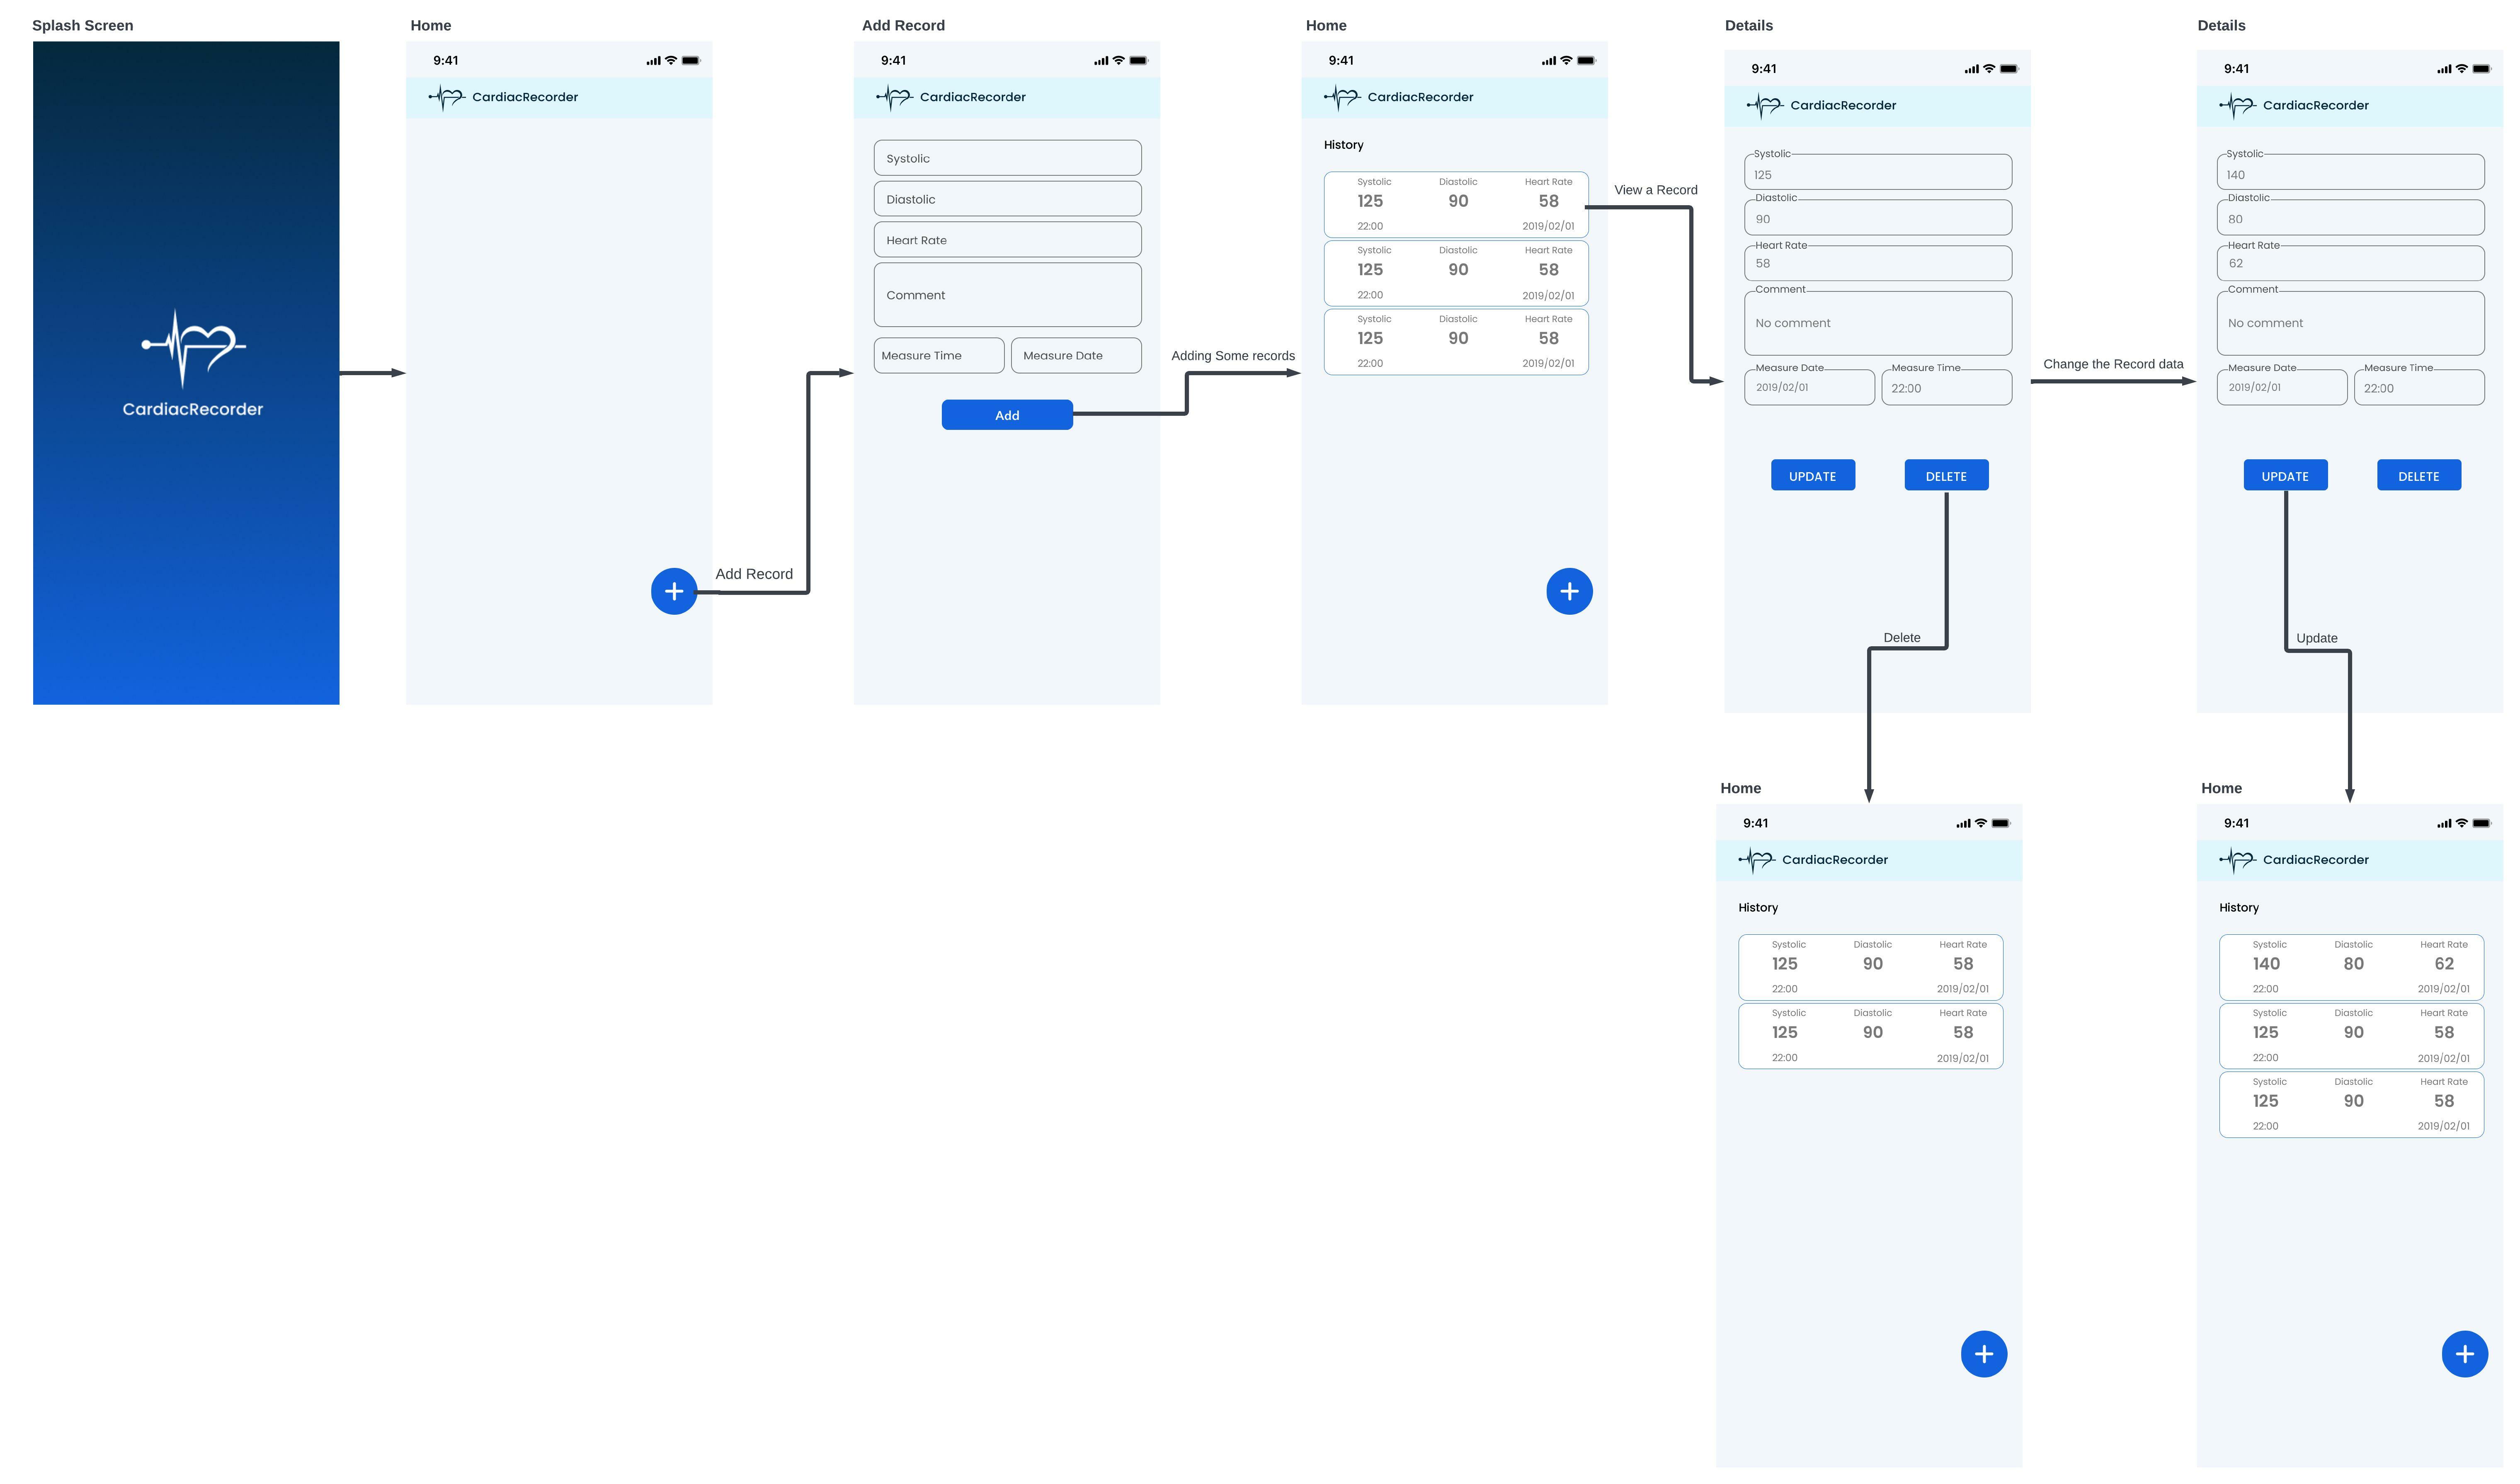 Splash Screen
CardiacRecorder
Home
9:41
CardiacRecorder
Add Record
Add Record
9:41
CardiacRecorder
Systolic
Diastolic
Heart Rate
Comment
Measure Time Measure Date
Add
Adding Some records
Home
9:41
CardiacRecorder
History
Systolic Diastolic Heart Rate
125 90 58
22:00 2019/02/01
Systolic Diastolic Heart Rate
125 90 58
22:00 2019/02/01
Systolic Diastolic Heart Rate
125 90 58
22:00 2019/02/01
View a Record
Details
9:41
CardiacRecorder
Systolic
125
Diastolic
90
Heart Rate
58
Comment
No comment
Measure Date Measure Time
2019/02/01 22:00
UPDATE DELETE
Delete
Change the Record data
Details
9:41
CardiacRecorder
Systolic
140
Diastolic
80
Heart Rate
62
Comment
No comment
Measure Date Measure Time
2019/02/01 22:00
UPDATE DELETE
Update
Home
9:41
CardiacRecorder
History
Systolic Diastolic Heart Rate
125 90 58
22:00 2019/02/01
Systolic Diastolic Heart Rate
125 90 58
22:00 2019/02/01
Home
9:41
CardiacRecorder
History
Systolic Diastolic Heart Rate
140 80 62
22:00 2019/02/01
Systolic Diastolic Heart Rate
125 90 58
22:00 2019/02/01
Systolic Diastolic Heart Rate
125 90 58
22:00 2019/02/01